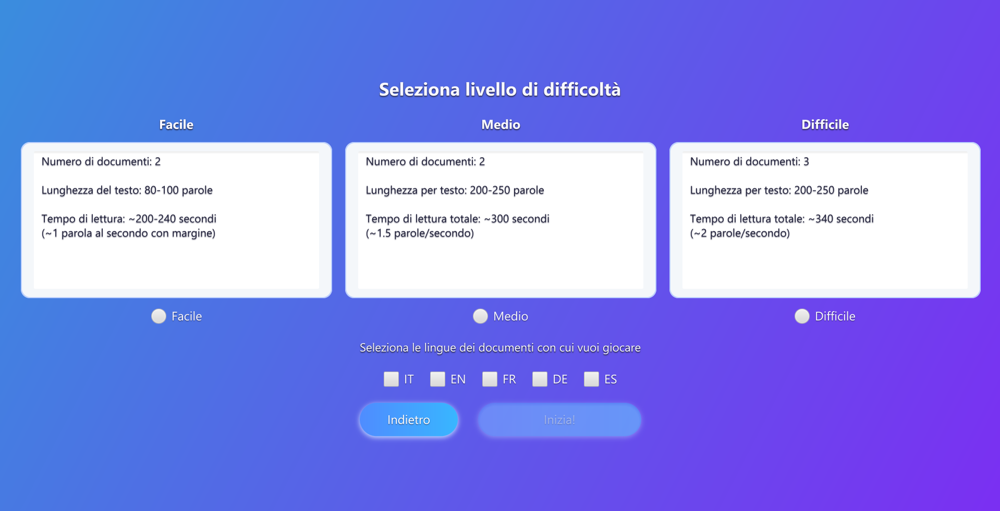 Seleziona livello di difficoltà
Facile
Numero di documenti: 2
Lunghezza del testo: 80-100 parole
Tempo di lettura: ~200-240 secondi
(~1 parola al secondo con margine)
Facile
Medio
Numero di documenti: 2
Lunghezza per testo: 200-250 parole
Tempo di lettura totale: ~300 secondi
(~1.5 parole/secondo)
Medio
Difficile
Numero di documenti: 3
Lunghezza per testo: 200-250 parole
Tempo di lettura totale: ~340 secondi
(~2 parole/secondo)
Difficile
Seleziona le lingue dei documenti con cui vuoi giocare
IT EN FR DE ES
Indietro Inizia!